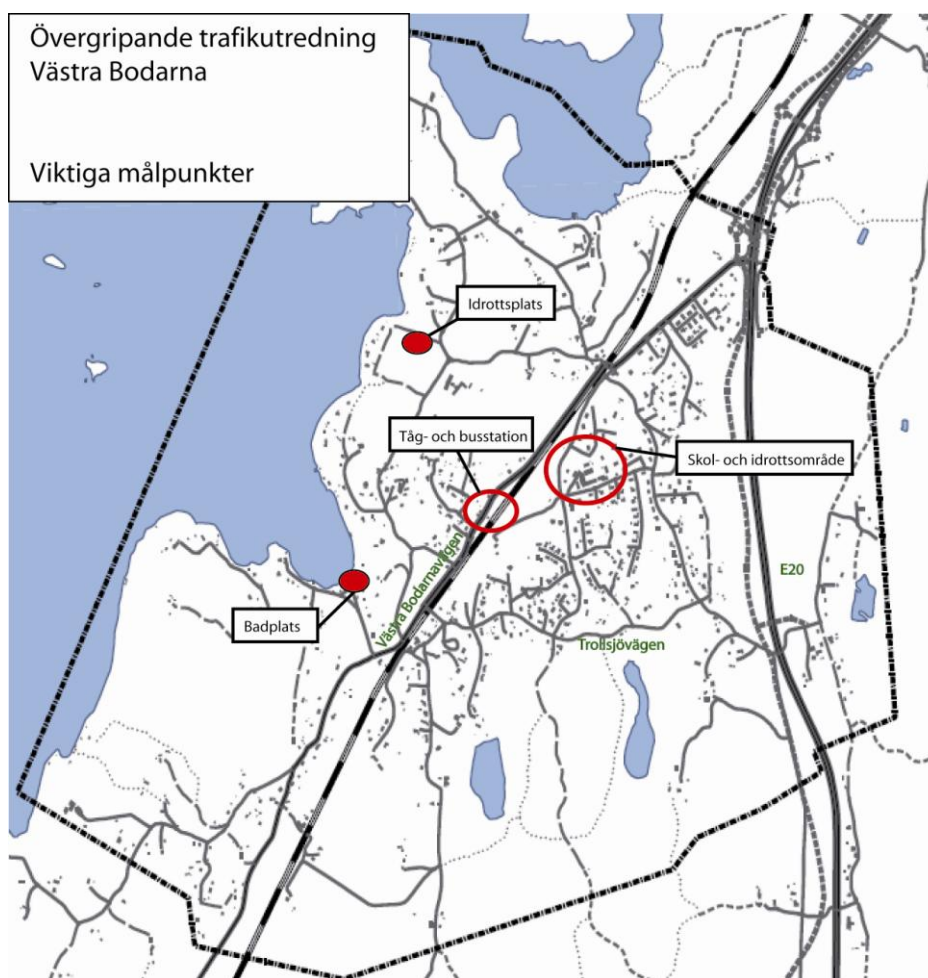 Övergripande trafikutredning
Västra Bodarna
Viktiga målpunkter
Idrottsplats
Tåg- och busstation
Skol- och idrottsområde
Västra Bodarnavägen
E20
Badplats
Trollsjövägen